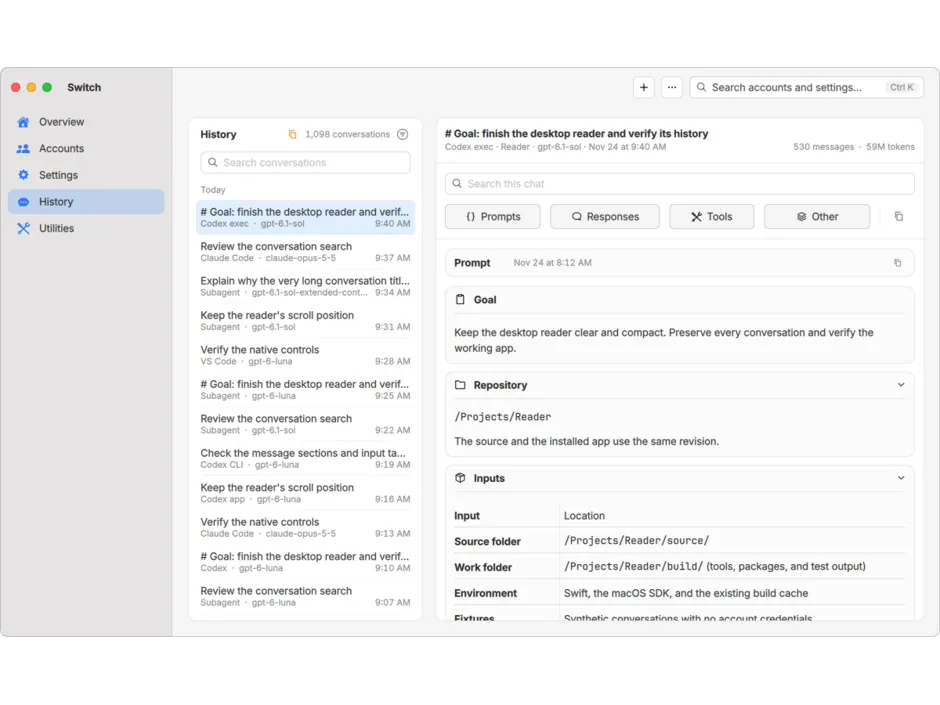 Switch
Search accounts and settings... Ctrl K
Overview
Accounts
Settings
History
Utilities
History 1,098 conversations
Search conversations
Today
# Goal: finish the desktop reader and verif...
Codex exec · gpt-6.1-sol 9:40 AM
Review the conversation search
Claude Code · claude-opus-5-5 9:37 AM
Explain why the very long conversation titl...
Subagent · gpt-6.1-sol-extended-cont... 9:34 AM
Keep the reader's scroll position
Subagent · gpt-6.1-sol 9:31 AM
Verify the native controls
VS Code · gpt-6-luna 9:28 AM
# Goal: finish the desktop reader and verif...
Subagent · gpt-6-luna 9:25 AM
Review the conversation search
Subagent · gpt-6.1-sol 9:22 AM
Check the message sections and input ta...
Codex CLI · gpt-6-luna 9:19 AM
Keep the reader's scroll position
Codex app · gpt-6-luna 9:16 AM
Verify the native controls
Claude Code · claude-opus-5-5 9:13 AM
# Goal: finish the desktop reader and verif...
Codex · gpt-6-luna 9:10 AM
Review the conversation search
Subagent · gpt-6-luna 9:07 AM
# Goal: finish the desktop reader and verify its history
Codex exec · Reader · gpt-6.1-sol · Nov 24 at 9:40 AM 530 messages · 59M tokens
Search this chat
Prompts Responses Tools Other
Prompt Nov 24 at 8:12 AM
Goal
Keep the desktop reader clear and compact. Preserve every conversation and verify the
working app.
Repository
/Projects/Reader
The source and the installed app use the same revision.
Inputs
Input Location
Source folder /Projects/Reader/source/
Work folder /Projects/Reader/build/ (tools, packages, and test output)
Environment Swift, the macOS SDK, and the existing build cache
Fixtures Synthetic conversations with no account credentials